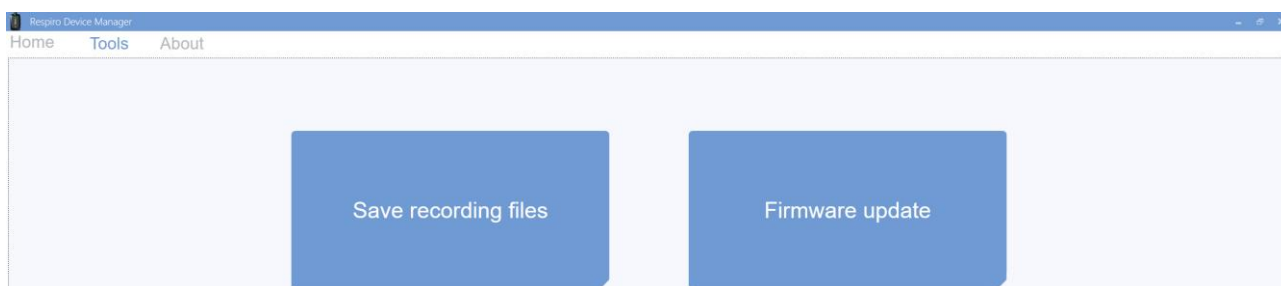 Respiro Device Manager
Home Tools About
Save recording files Firmware update